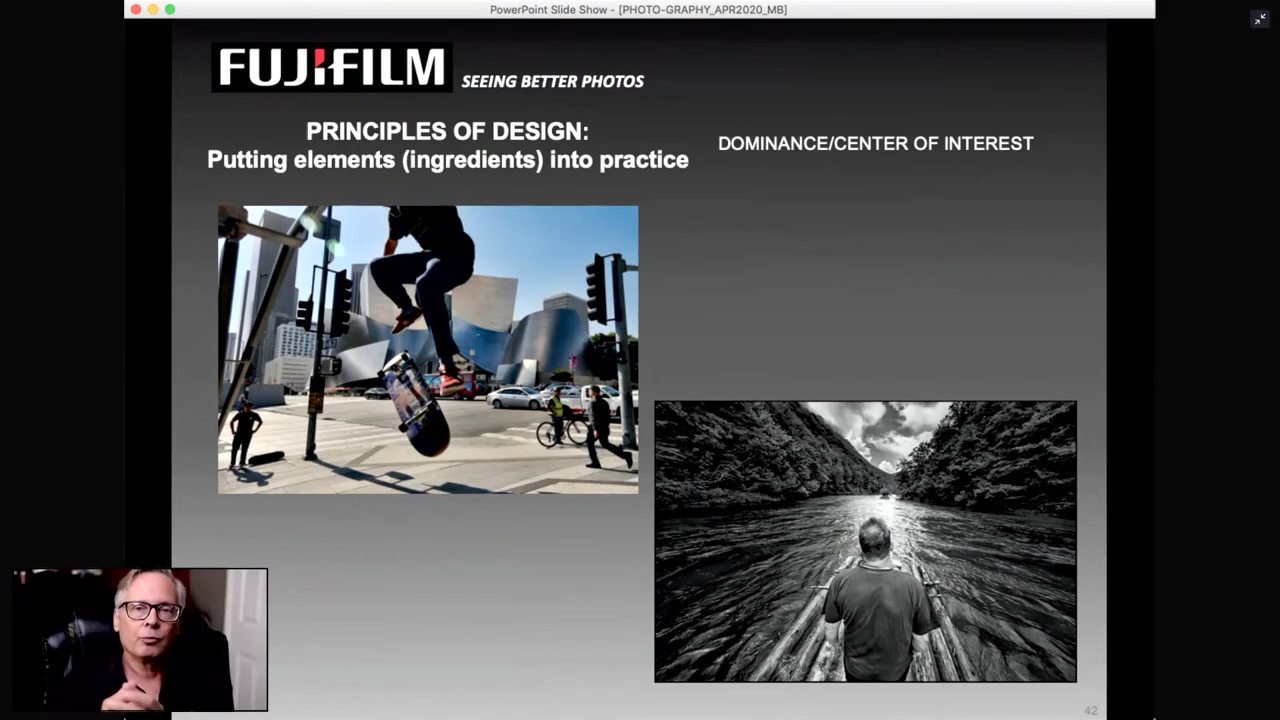 PowerPoint Slide Show - [PHOTO-GRAPHY_APR2020_MB]
FUJIFILM
SEEING BETTER PHOTOS
PRINCIPLES OF DESIGN:
Putting elements (ingredients) into practice
DOMINANCE/CENTER OF INTEREST
42